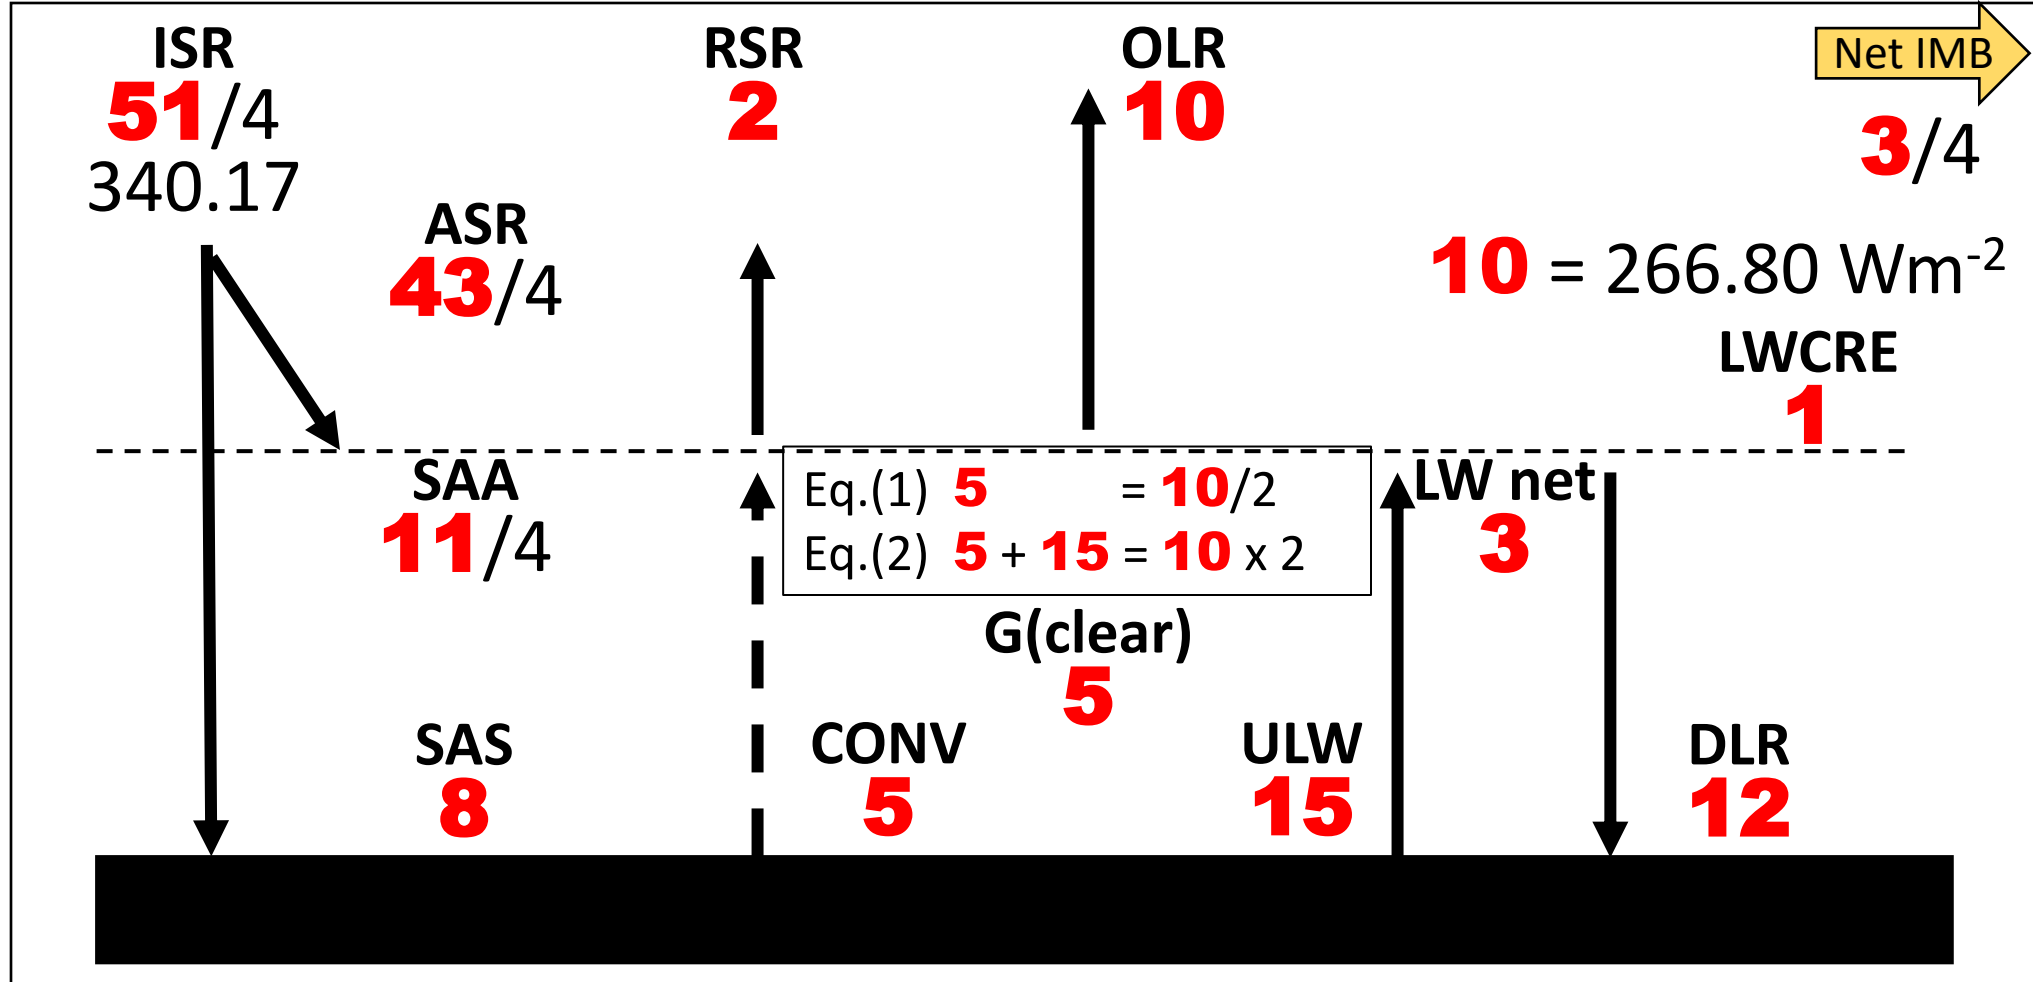 ISR
51/4
340.17
RSR
2
OLR
10
Net IMB
3/4
ASR
43/4
10 = 266.80 Wm-2
LWCRE
1
SAA
11/4
Eq.(1) 5 = 10/2
Eq.(2) 5 + 15 = 10 x 2
LW net
3
G(clear)
5
SAS
8
CONV
5
ULW
15
DLR
12